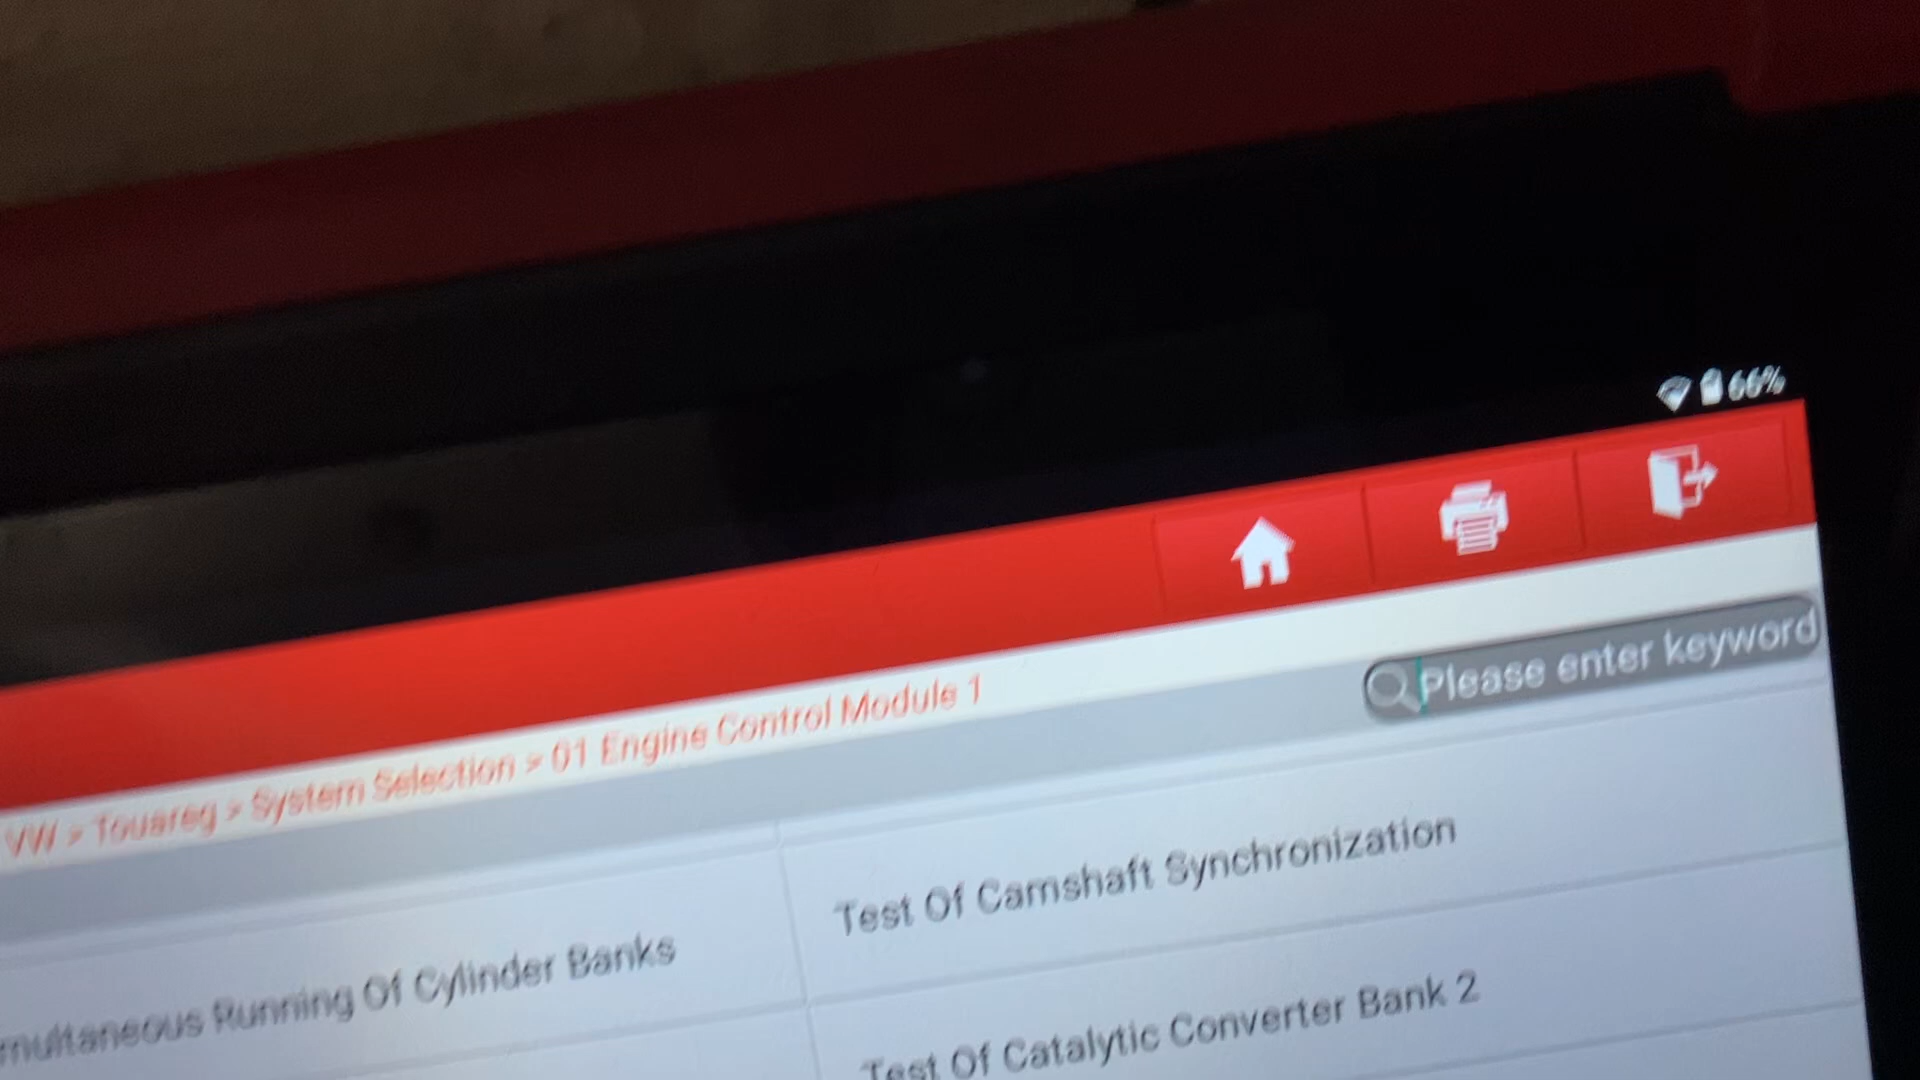 66%
VW > Touareg > System Selection > 01 Engine Control Module 1
Please enter keyword
multaneous Running Of Cylinder Banks
Test Of Camshaft Synchronization
Test Of Catalytic Converter Bank 2